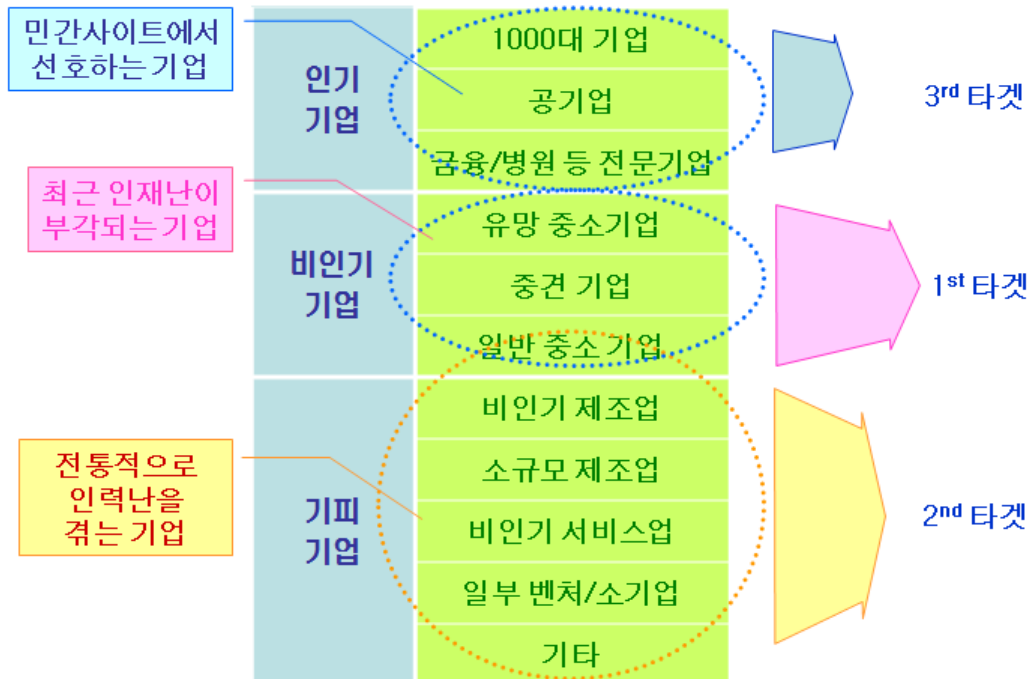 민간사이트에서
선호하는 기업
인기
기업
1000대 기업
공기업
금융/병원 등 전문기업
3rd 타겟
최근 인재난이
부각되는 기업
비인기
기업
유망 중소기업
중견 기업
일반 중소 기업
1st 타겟
전통적으로
인력난을
겪는 기업
기피
기업
비인기 제조업
소규모 제조업
비인기 서비스업
일부 벤처/소기업
기타
2nd 타겟